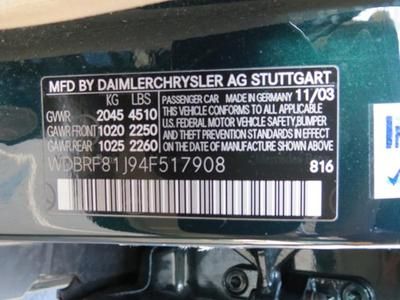 MFD BY DAIMLERCHRYSLER AG STUTTGART
KG LBS PASSENGER CAR MADE IN GERMANY 11/03
GVWR 2045 4510 THIS VEHICLE CONFORMS TO ALL
GAWR FRONT 1020 2250 APPLICABLE U.S. VEHICLE SAFETY, BUMPER
GAWR REAR 1025 2260 AND THEFT PREVENTION STANDARDS IN EFFECT ON THE DATE OF MANUFACTURE SHOWN ABOVE.
WDBRF81J94F517908 816